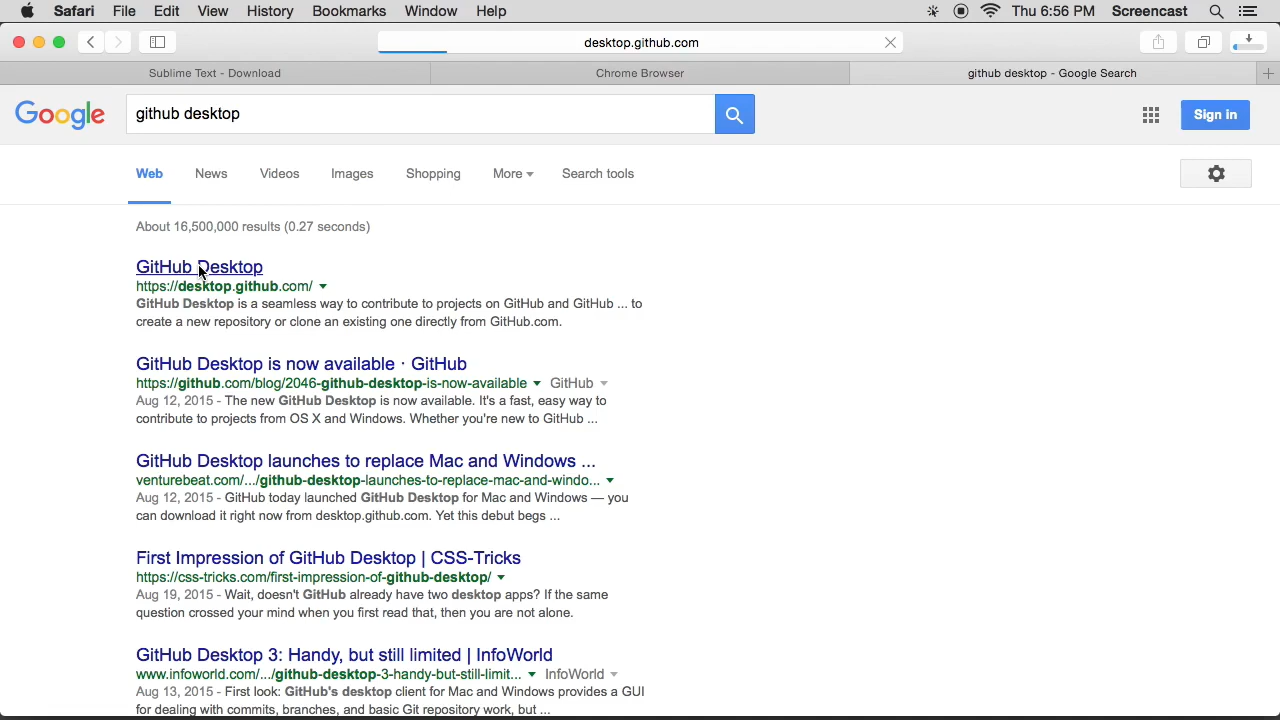 Safari File Edit View History Bookmarks Window Help Thu 6:56 PM Screencast
desktop.github.com
Sublime Text - Download Chrome Browser github desktop - Google Search
Google github desktop Sign in
Web News Videos Images Shopping More Search tools
About 16,500,000 results (0.27 seconds)
GitHub Desktop
https://desktop.github.com/
GitHub Desktop is a seamless way to contribute to projects on GitHub and GitHub ... to
create a new repository or clone an existing one directly from GitHub.com.
GitHub Desktop is now available · GitHub
https://github.com/blog/2046-github-desktop-is-now-available GitHub
Aug 12, 2015 - The new GitHub Desktop is now available. It's a fast, easy way to
contribute to projects from OS X and Windows. Whether you're new to GitHub ...
GitHub Desktop launches to replace Mac and Windows ...
venturebeat.com/.../github-desktop-launches-to-replace-mac-and-windo...
Aug 12, 2015 - GitHub today launched GitHub Desktop for Mac and Windows — you
can download it right now from desktop.github.com. Yet this debut begs ...
First Impression of GitHub Desktop | CSS-Tricks
https://css-tricks.com/first-impression-of-github-desktop/
Aug 19, 2015 - Wait, doesn't GitHub already have two desktop apps? If the same
question crossed your mind when you first read that, then you are not alone.
GitHub Desktop 3: Handy, but still limited | InfoWorld
www.infoworld.com/.../github-desktop-3-handy-but-still-limit... InfoWorld
Aug 13, 2015 - First look: GitHub's desktop client for Mac and Windows provides a GUI
for dealing with commits, branches, and basic Git repository work, but ...